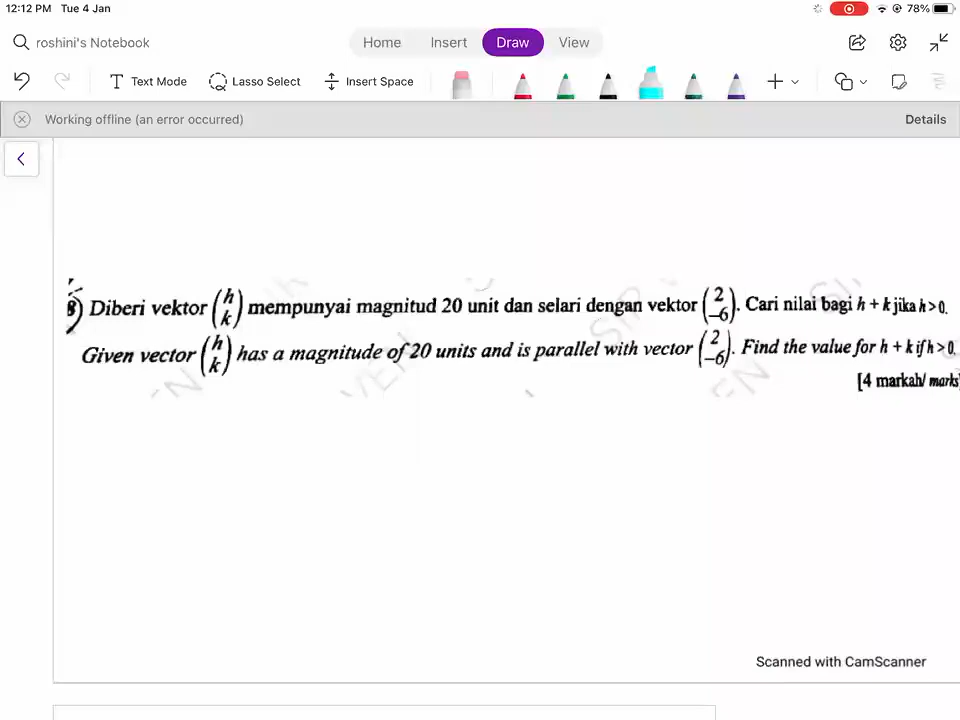 12:12 PM Tue 4 Jan 78%
roshini's Notebook Home Insert Draw View
Text Mode Lasso Select Insert Space
Working offline (an error occurred) Details
8) Diberi vektor (h k) mempunyai magnitud 20 unit dan selari dengan vektor (2 -6). Cari nilai bagi h + k jika h > 0.
Given vector (h k) has a magnitude of 20 units and is parallel with vector (2 -6). Find the value for h + k if h > 0.
[4 markah/ marks]
Scanned with CamScanner